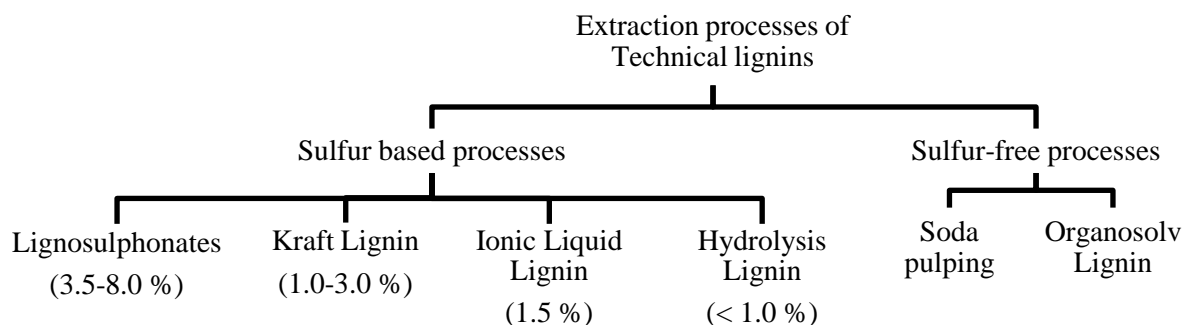 Extraction processes of
Technical lignins
Sulfur based processes
Sulfur-free processes
Lignosulphonates
(3.5-8.0 %)
Kraft Lignin
(1.0-3.0 %)
Ionic Liquid
Lignin
(1.5 %)
Hydrolysis
Lignin
(< 1.0 %)
Soda
pulping
Organosolv
Lignin